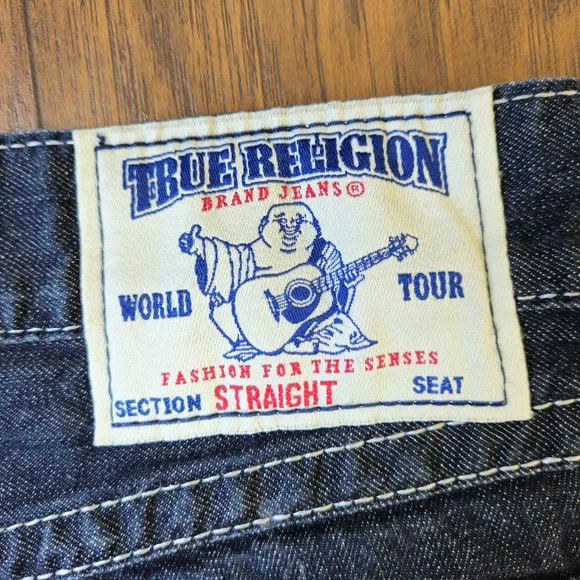 TRUE RELIGION
BRAND JEANS®
WORLD TOUR
FASHION FOR THE SENSES
SECTION STRAIGHT SEAT